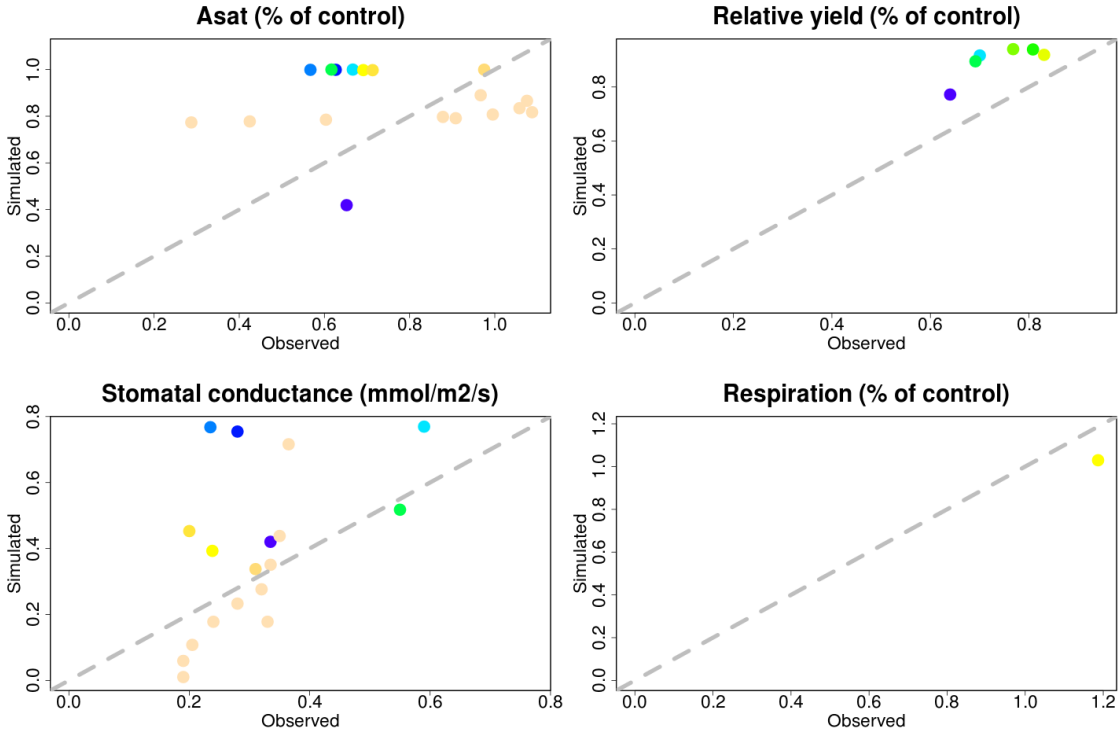 Asat (% of control)
Simulated
0.0 0.2 0.4 0.6 0.8 1.0
0.0 0.2 0.4 0.6 0.8 1.0
Observed
Relative yield (% of control)
Simulated
0.0 0.2 0.4 0.6 0.8
0.0 0.2 0.4 0.6 0.8
Observed
Stomatal conductance (mmol/m2/s)
Simulated
0.0 0.2 0.4 0.6 0.8
0.0 0.2 0.4 0.6 0.8
Observed
Respiration (% of control)
Simulated
0.0 0.2 0.4 0.6 0.8 1.0 1.2
0.0 0.2 0.4 0.6 0.8 1.0 1.2
Observed